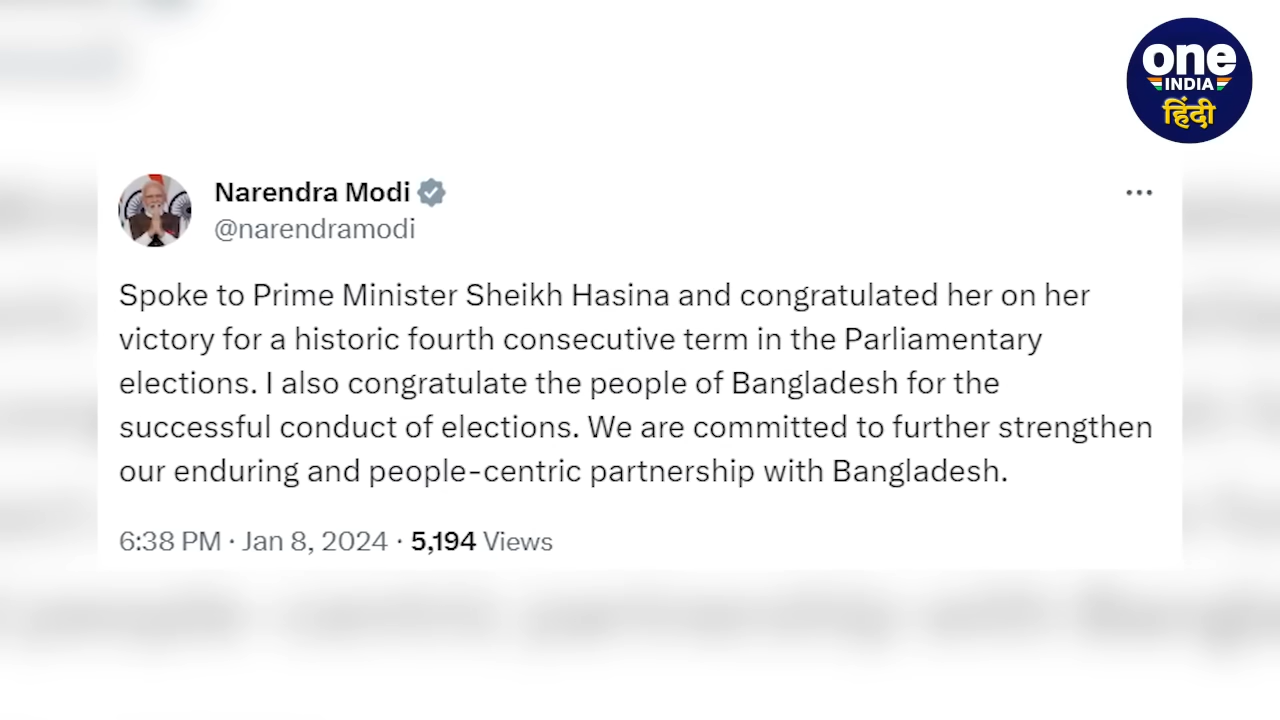 one
INDIA
हिंदी
Narendra Modi
@narendramodi
Spoke to Prime Minister Sheikh Hasina and congratulated her on her
victory for a historic fourth consecutive term in the Parliamentary
elections. I also congratulate the people of Bangladesh for the
successful conduct of elections. We are committed to further strengthen
our enduring and people-centric partnership with Bangladesh.
6:38 PM · Jan 8, 2024 · 5,194 Views